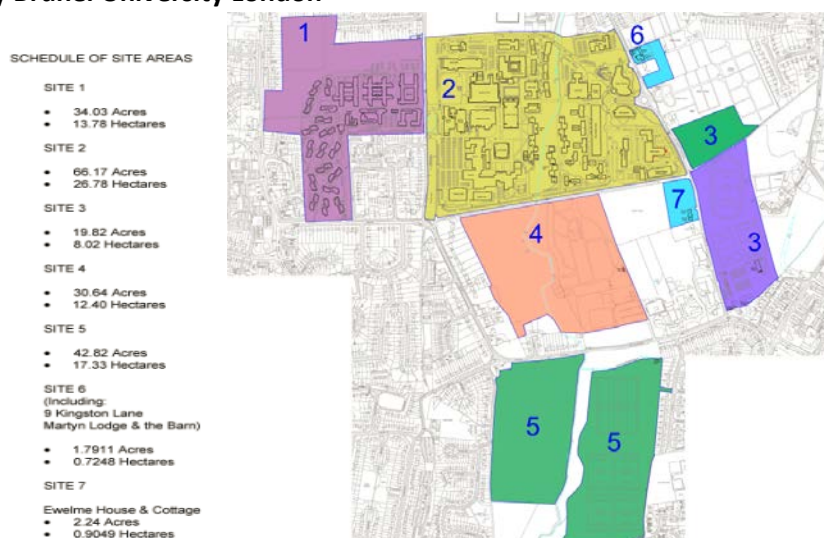 SCHEDULE OF SITE AREAS
SITE 1
• 34.03 Acres
• 13.78 Hectares
SITE 2
• 66.17 Acres
• 26.78 Hectares
SITE 3
• 19.82 Acres
• 8.02 Hectares
SITE 4
• 30.64 Acres
• 12.40 Hectares
SITE 5
• 42.82 Acres
• 17.33 Hectares
SITE 6
(Including:
9 Kingston Lane
Martyn Lodge & the Barn)
• 1.7911 Acres
• 0.7248 Hectares
SITE 7
Ewelme House & Cottage
• 2.24 Acres
• 0.9049 Hectares
1
2
6
3
7
3
4
5
5